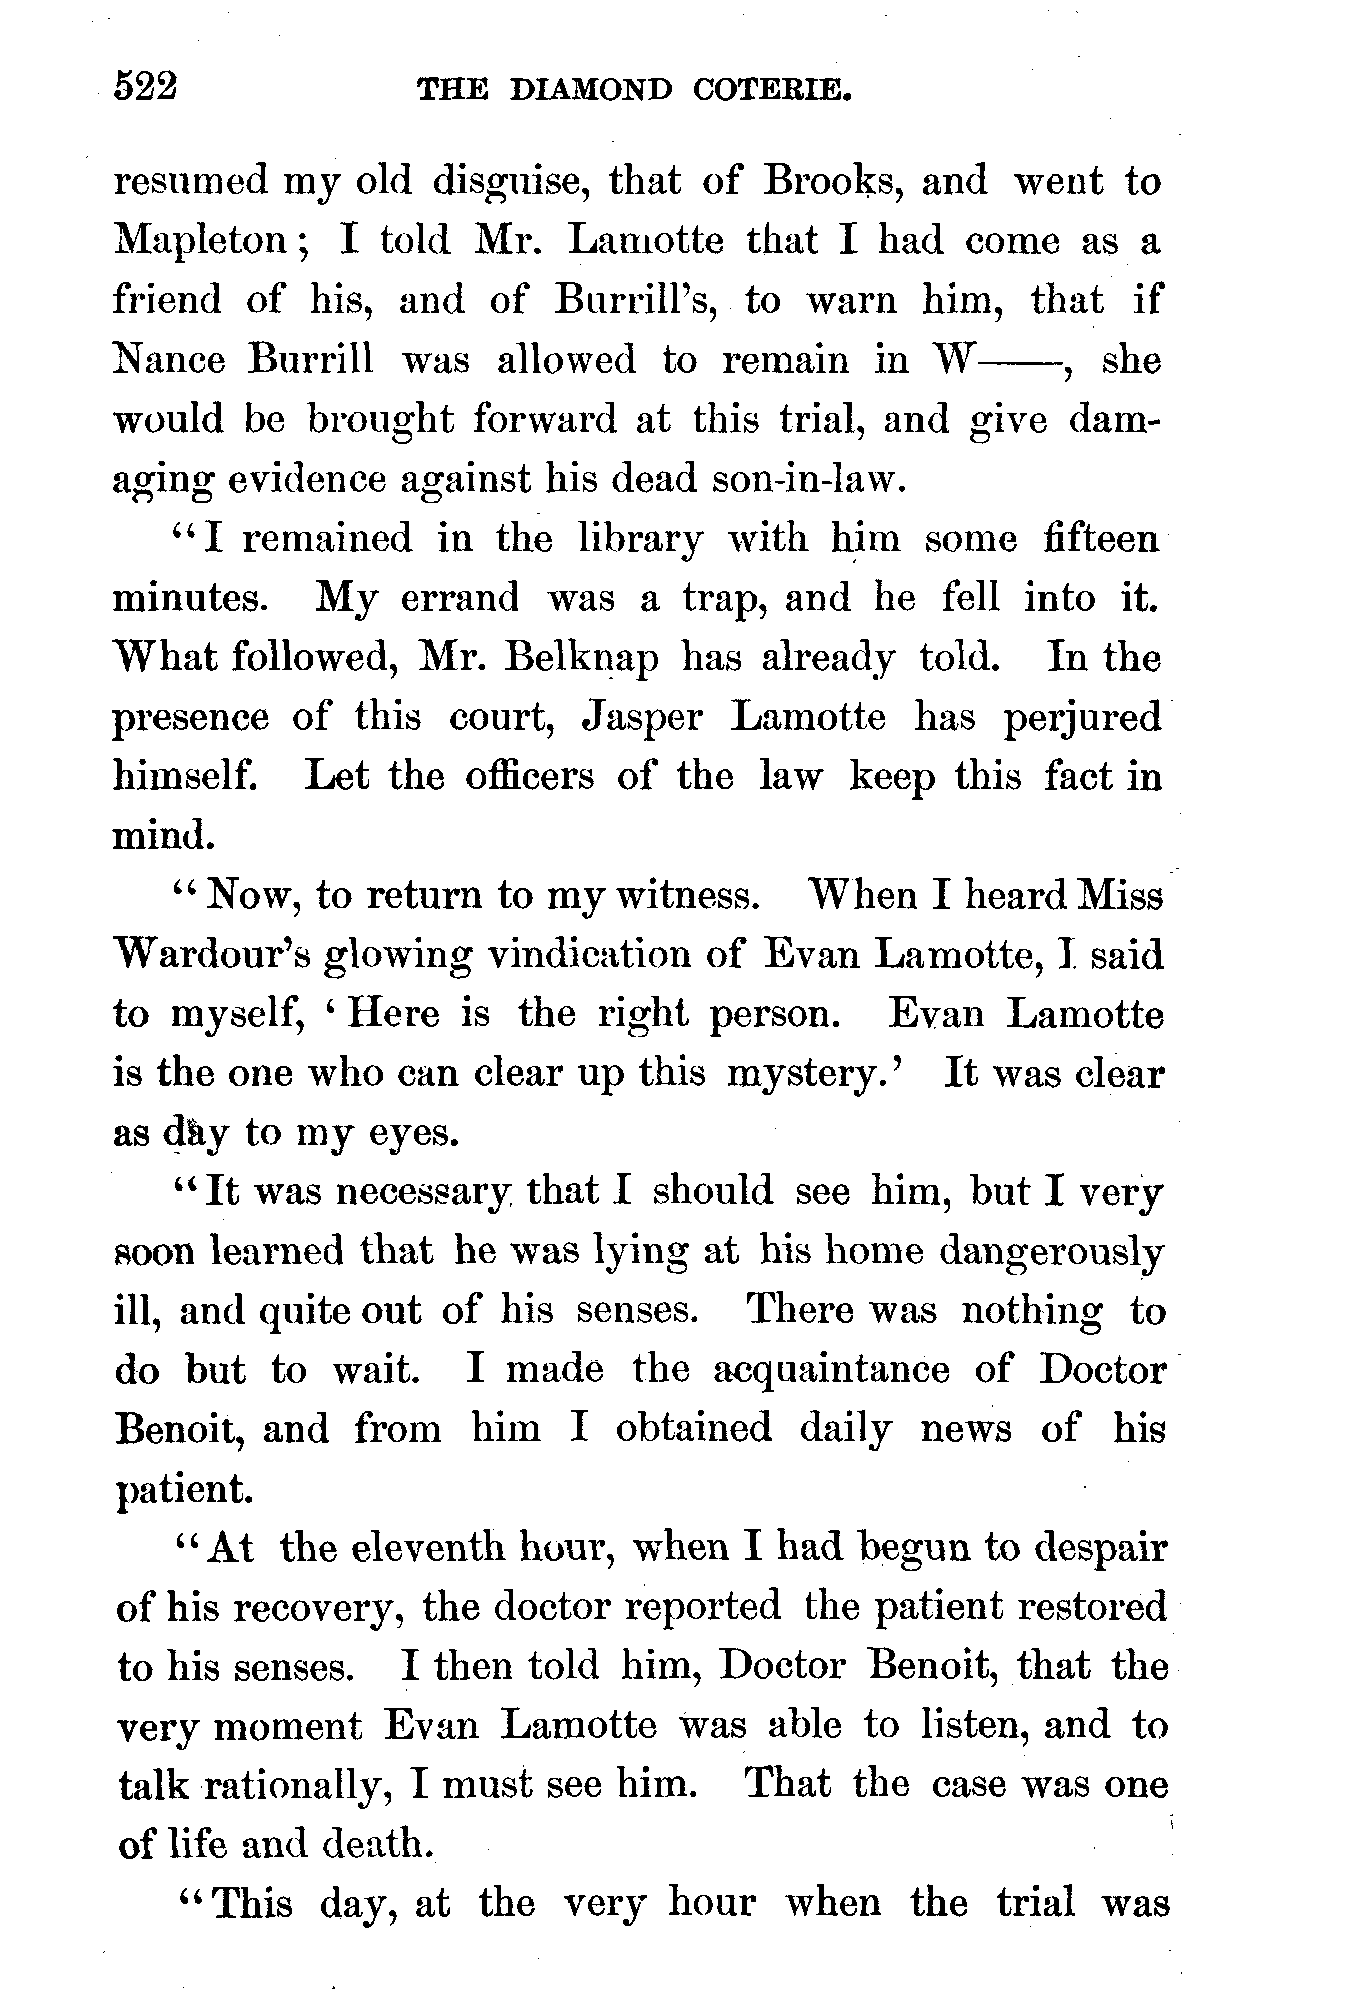 522 THE DIAMOND COTERIE.
resumed my old disguise, that of Brooks, and went to
Mapleton; I told Mr. Lamotte that I had come as a
friend of his, and of Burrill's, to warn him, that if
Nance Burrill was allowed to remain in W——, she
would be brought forward at this trial, and give dam-
aging evidence against his dead son-in-law.
"I remained in the library with him some fifteen
minutes. My errand was a trap, and he fell into it.
What followed, Mr. Belknap has already told. In the
presence of this court, Jasper Lamotte has perjured
himself. Let the officers of the law keep this fact in
mind.
"Now, to return to my witness. When I heard Miss
Wardour's glowing vindication of Evan Lamotte, I said
to myself, 'Here is the right person. Evan Lamotte
is the one who can clear up this mystery.' It was clear
as day to my eyes.
"It was necessary that I should see him, but I very
soon learned that he was lying at his home dangerously
ill, and quite out of his senses. There was nothing to
do but to wait. I made the acquaintance of Doctor
Benoit, and from him I obtained daily news of his
patient.
"At the eleventh hour, when I had begun to despair
of his recovery, the doctor reported the patient restored
to his senses. I then told him, Doctor Benoit, that the
very moment Evan Lamotte was able to listen, and to
talk rationally, I must see him. That the case was one
of life and death.
"This day, at the very hour when the trial was